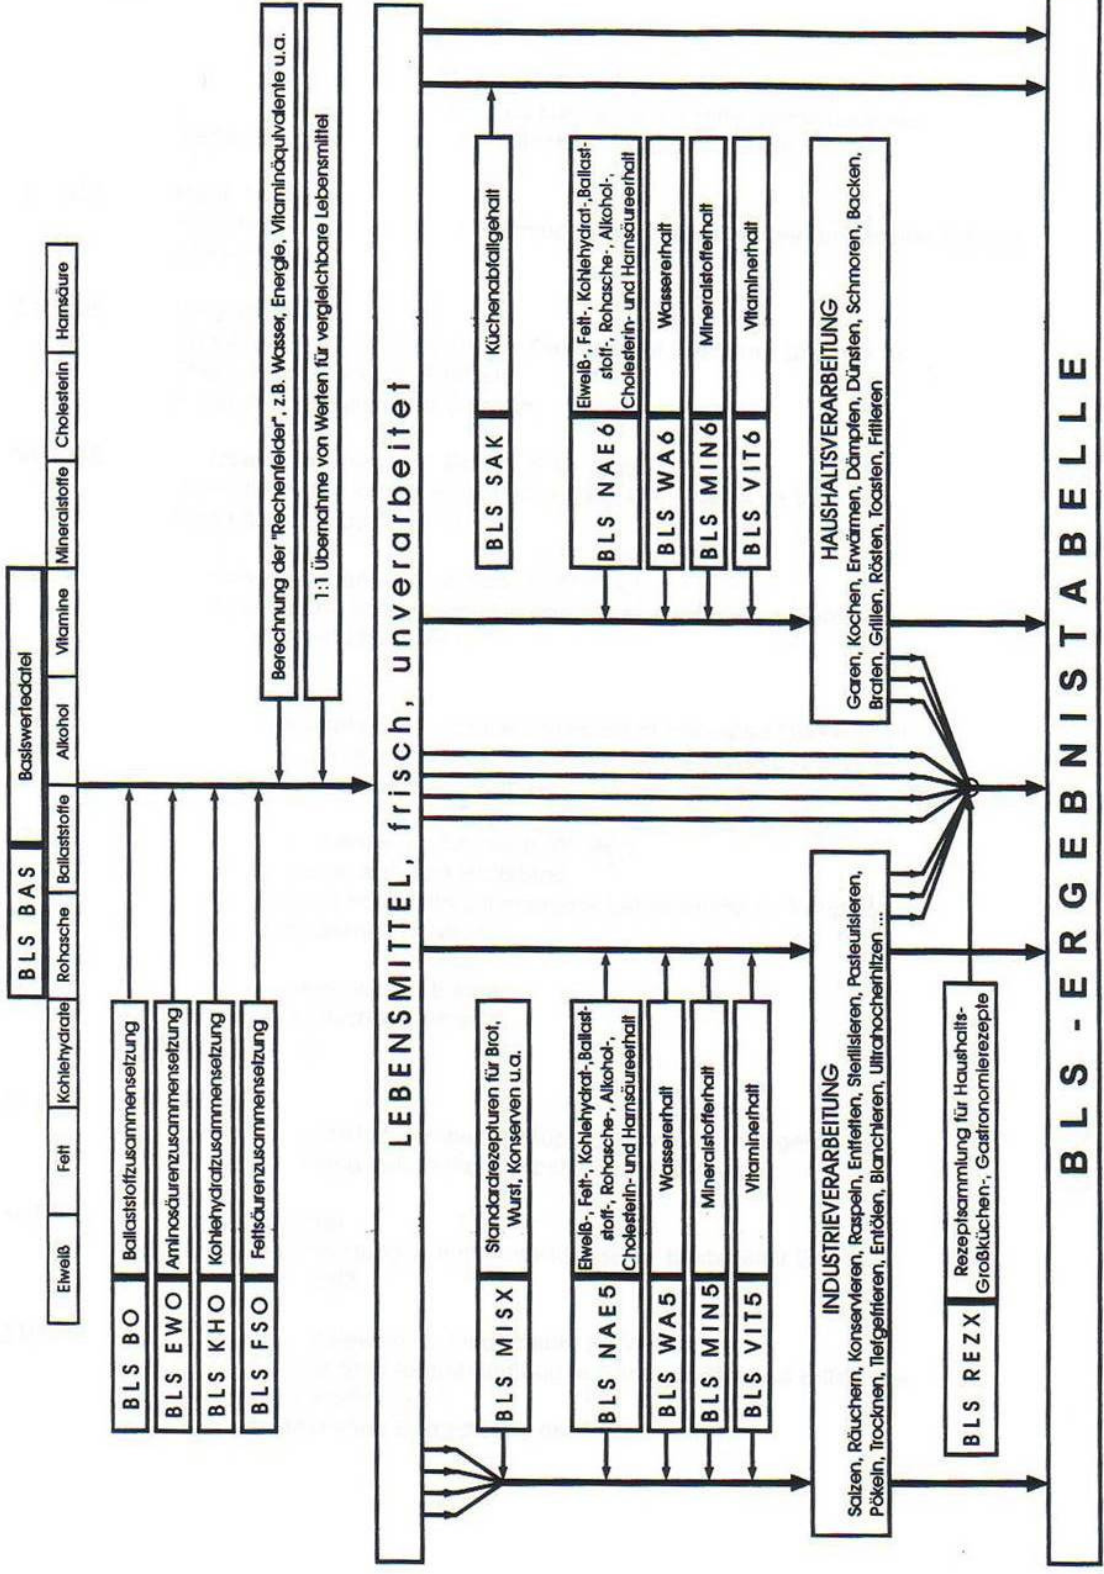 BLS BAS
Basiswertedatei
Eiweiß
Fett
Kohlehydrate
Rohasche
Ballaststoffe
Alkohol
Vitamine
Mineralstoffe
Cholesterin
Harnsäure
BLS BO
Ballaststoffzusammensetzung
BLS EWO
Aminosäurenzusammensetzung
BLS KHO
Kohlehydratzusammensetzung
BLS FSO
Fettsäurenzusammensetzung
Berechnung der "Rechenfelder", z.B. Wasser, Energie, Vitaminäquivalente u.a.
1:1 Übernahme von Werten für vergleichbare Lebensmittel
LEBENSMITTEL, frisch, unverarbeitet
BLS MISX
Standardrezepturen für Brot,
Wurst, Konserven u.a.
BLS NAE5
Eiweiß-, Fett-, Kohlehydrat-,Ballast-
stoff-, Rohasche-, Alkohol-,
Cholesterin- und Harnsäureerhalt
BLS WA5
Wassererhalt
BLS MIN5
Mineralstofferhalt
BLS VIT5
Vitaminerhalt
BLS SAK
Küchenabfallgehalt
BLS NAE6
Eiweiß-, Fett-, Kohlehydrat-,Ballast-
stoff-, Rohasche-, Alkohol-,
Cholesterin- und Harnsäureerhalt
BLS WA6
Wassererhalt
BLS MIN6
Mineralstofferhalt
BLS VIT6
Vitaminerhalt
INDUSTRIEVERARBEITUNG
Salzen, Räuchern, Konservieren, Raspeln, Entfetten, Sterilisieren, Pasteurisieren,
Pökeln, Trocknen, Tiefgefrieren, Entölen, Blanchieren, Ultrahocherhitzen ...
HAUSHALTSVERARBEITUNG
Garen, Kochen, Erwärmen, Dämpfen, Dünsten, Schmoren, Backen,
Braten, Grillen, Rösten, Toasten, Fritieren
BLS REZX
Rezeptsammlung für Haushalts-
Großküchen-, Gastronomierezepte
BLS - ERGEBNISTABELLE